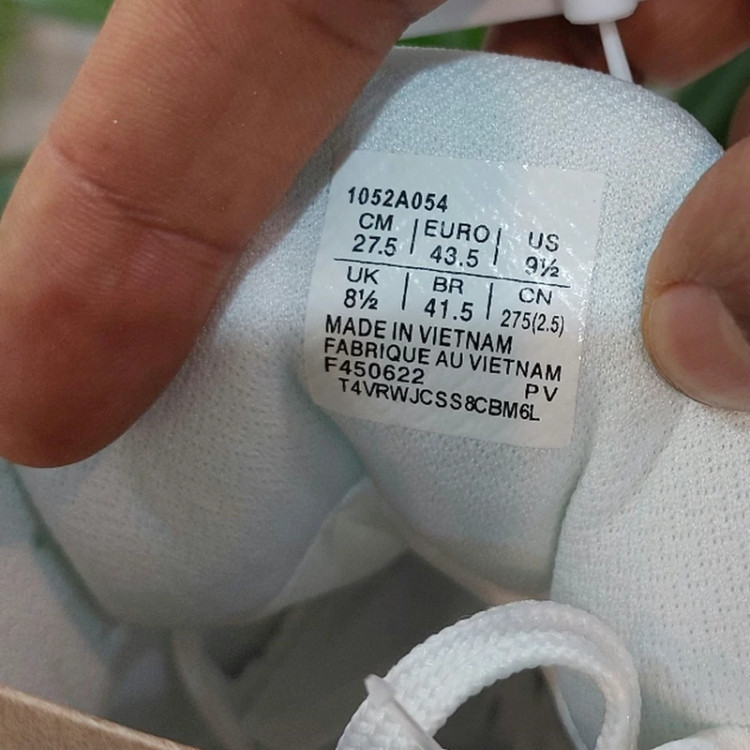 1052A054
CM | EURO | US
27.5 43.5 9½
UK | BR | CN
8½ 41.5 275(2.5)
MADE IN VIETNAM
FABRIQUE AU VIETNAM
F450622 PV
T4VRWJCSS8CBM6L